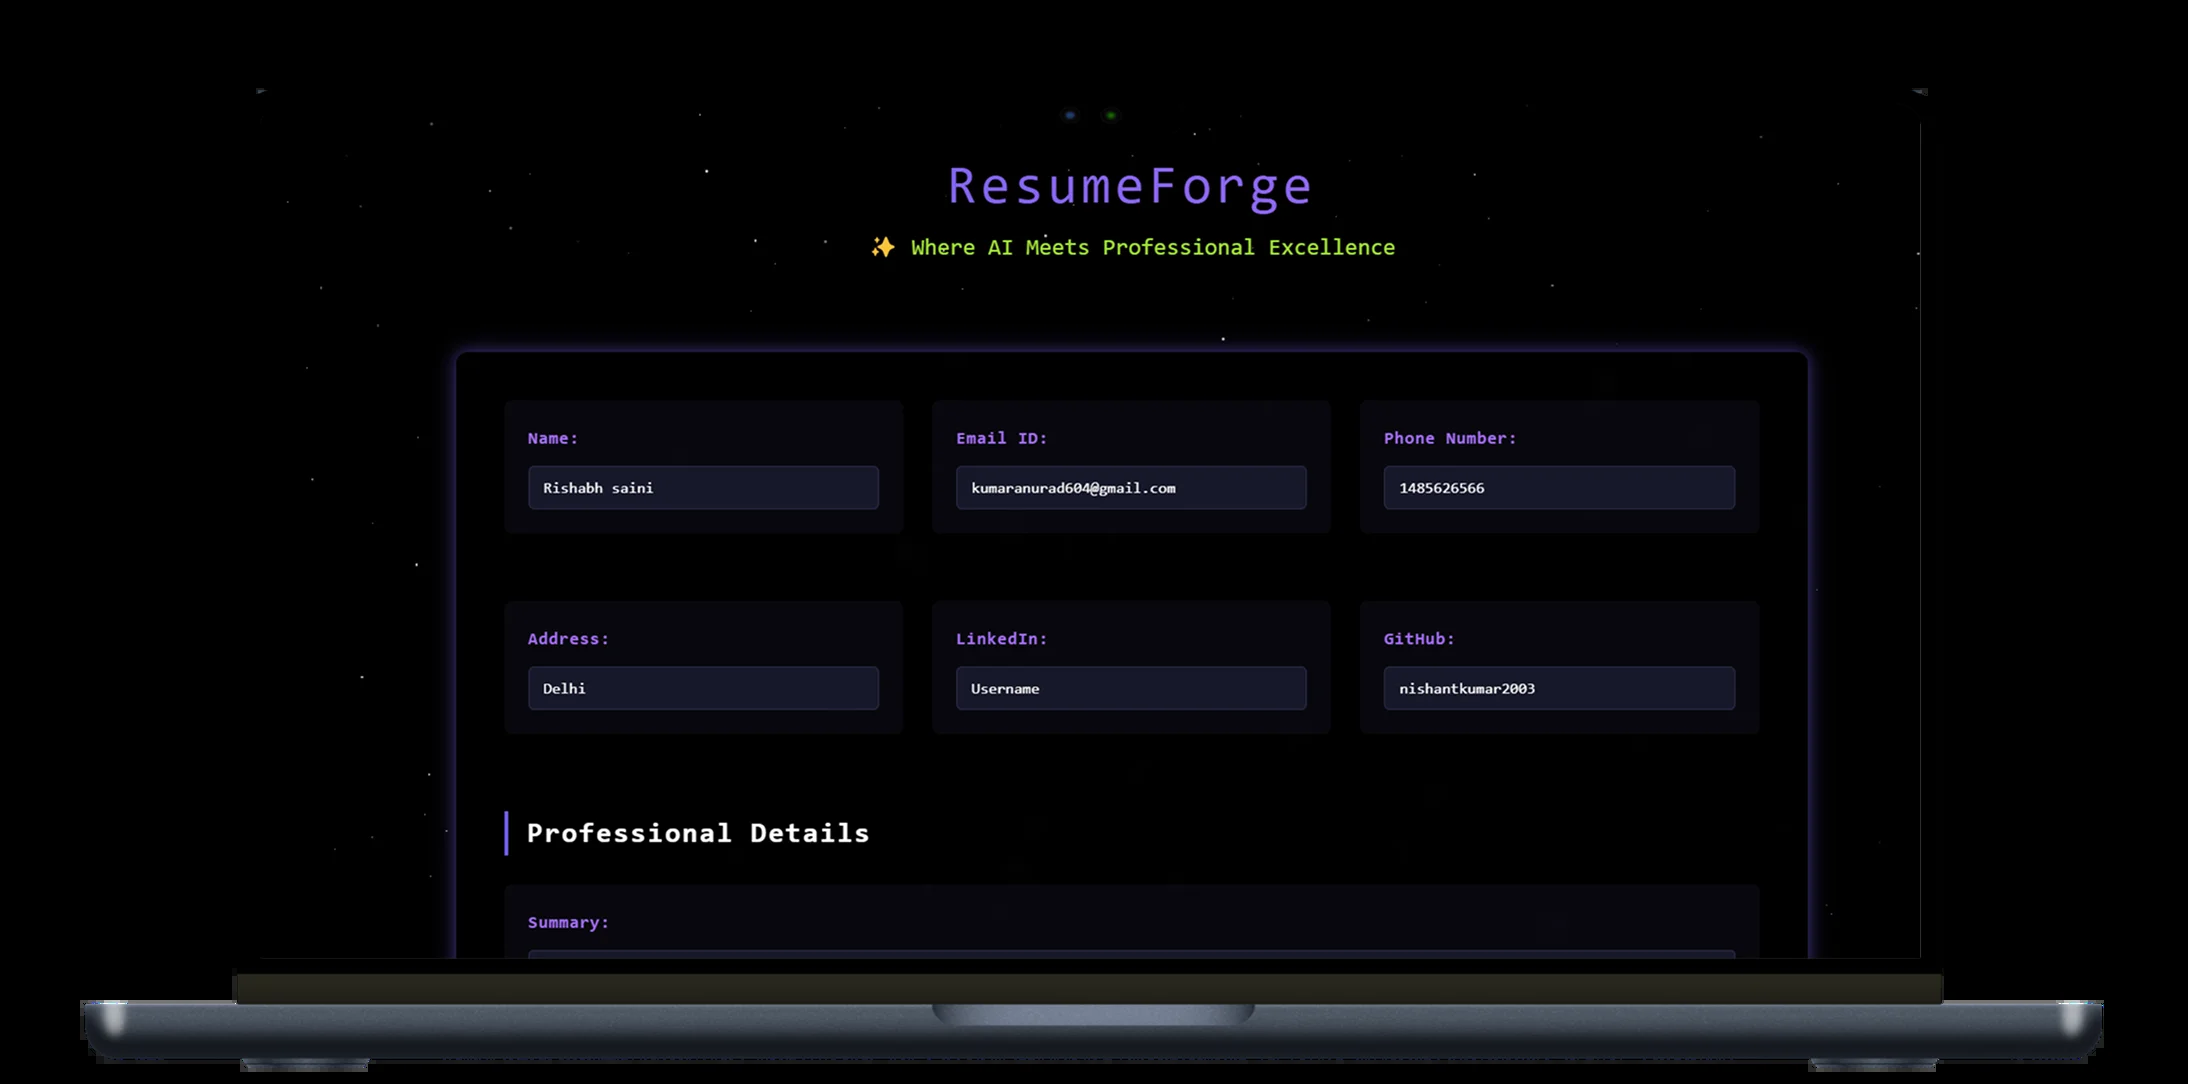 ResumeForge
✨ Where AI Meets Professional Excellence
Name:
Rishabh saini
Email ID:
kumaranurad604@gmail.com
Phone Number:
1485626566
Address:
Delhi
LinkedIn:
Username
GitHub:
nishantkumar2003
Professional Details
Summary: